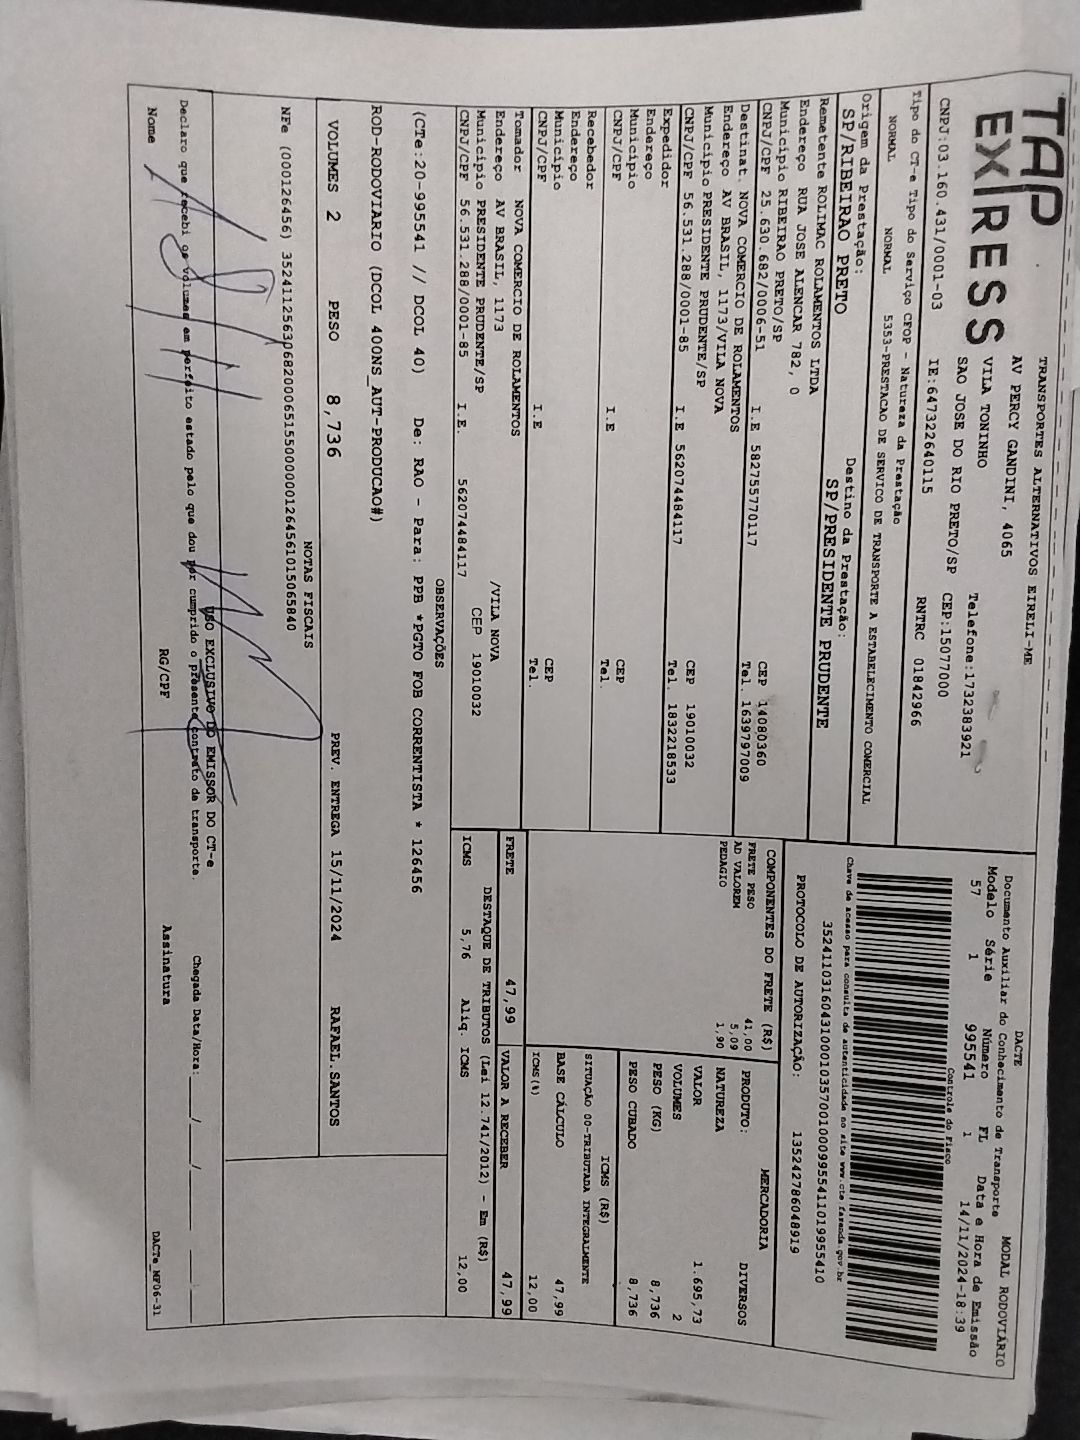 TAP
EXPRESS
TRANSPORTES ALTERNATIVOS EIRELI-ME
AV PERCY GANDINI, 4065
VILA TONINHO Telefone:1732383921
SAO JOSE DO RIO PRETO/SP CEP:15077000
CNPJ:03.160.431/0001-03 IE:647322640115 RNTRC 01842966
Tipo do CT-e Tipo do Serviço CFOP - Natureza da Prestação
NORMAL NORMAL 5353-PRESTACAO DE SERVICO DE TRANSPORTE A ESTABELECIMENTO COMERCIAL
Origem da Prestação: Destino da Prestação:
SP/RIBEIRAO PRETO SP/PRESIDENTE PRUDENTE
DACTE
Documento Auxiliar do Conhecimento de Transporte MODAL RODOVIÁRIO
Modelo Série Número FL Data e Hora de Emissão
57 1 995541 1 14/11/2024-18:39
Controle do Fisco
Chave de acesso para consulta de autenticidade no site www.cte.fazenda.gov.br
35241103160431000103570010009955411019955410
PROTOCOLO DE AUTORIZAÇÃO: 135242786048919
Remetente ROLIMAC ROLAMENTOS LTDA
Endereço RUA JOSE ALENCAR 782, 0
Município RIBEIRAO PRETO/SP CEP 14080360
CNPJ/CPF 25.630.682/0006-51 I.E 582755770117 Tel. 1639797009
Destinat. NOVA COMERCIO DE ROLAMENTOS
Endereço AV BRASIL, 1173/VILA NOVA
Município PRESIDENTE PRUDENTE/SP CEP 19010032
CNPJ/CPF 56.531.288/0001-85 I.E 562074484117 Tel. 1832218533
Expedidor
Endereço
Município CEP
CNPJ/CPF I.E Tel.
Recebedor
Endereço
Município CEP
CNPJ/CPF I.E Tel.
Tomador NOVA COMERCIO DE ROLAMENTOS
Endereço AV BRASIL, 1173 /VILA NOVA
Município PRESIDENTE PRUDENTE/SP CEP 19010032
CNPJ/CPF 56.531.288/0001-85 I.E. 562074484117
COMPONENTES DO FRETE (R$)
FRETE PESO 41,00
AD VALOREM 5,09
PEDAGIO 1,90
MERCADORIA
PRODUTO: DIVERSOS
NATUREZA
VALOR 1.695,73
VOLUMES 2
PESO (KG) 8,736
PESO CUBADO 8,736
ICMS (R$)
SITUAÇÃO 00-TRIBUTADA INTEGRALMENTE
BASE CÁLCULO 47,99
ICMS(%) 12,00
FRETE 47,99 VALOR A RECEBER 47,99
DESTAQUE DE TRIBUTOS (Lei 12.741/2012) - Em (R$)
ICMS 5,76 Aliq. ICMS 12,00
OBSERVAÇÕES
(CTe:20-995541 // DCOL 40) De: RAO - Para: PPB *PGTO FOB CORRENTISTA * 126456
ROD-RODOVIARIO (DCOL 400NS_AUT-PRODUCAO#)
VOLUMES 2 PESO 8,736 PREV. ENTREGA 15/11/2024 RAFAEL.SANTOS
NOTAS FISCAIS
NFe (000126456) 35241125630682000651550000001264561015065840
USO EXCLUSIVO DO EMISSOR DO CT-e
Declaro que recebi os volumes em perfeito estado pelo que dou por cumprido o presente contrato de transporte. Chegada Data/Hora:____/____/____ ____:____
Nome RG/CPF Assinatura
DACTe_NF06-31